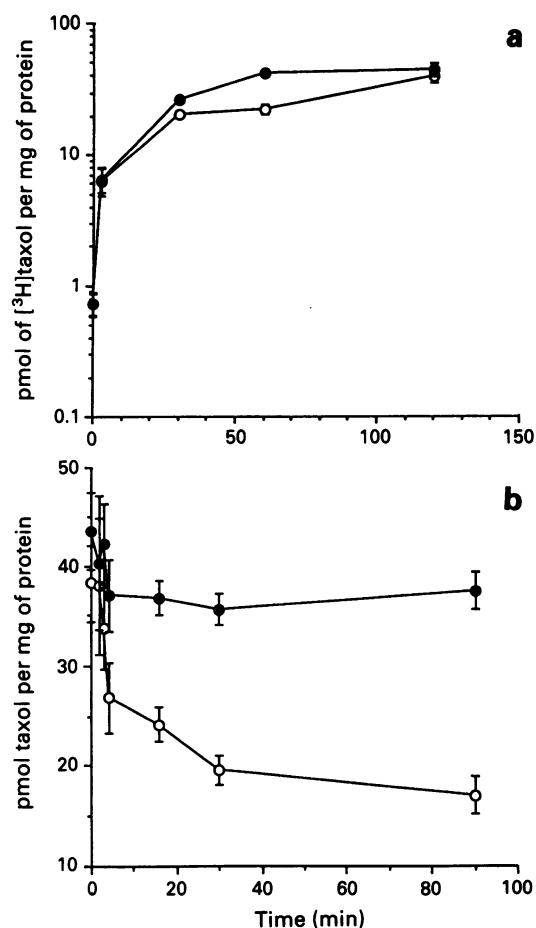 a
100
10
1
0.1
pmol of [³H]taxol per mg of protein
0 50 100 150
b
50
40
30
20
10
pmol taxol per mg of protein
0 20 40 60 80 100
Time (min)